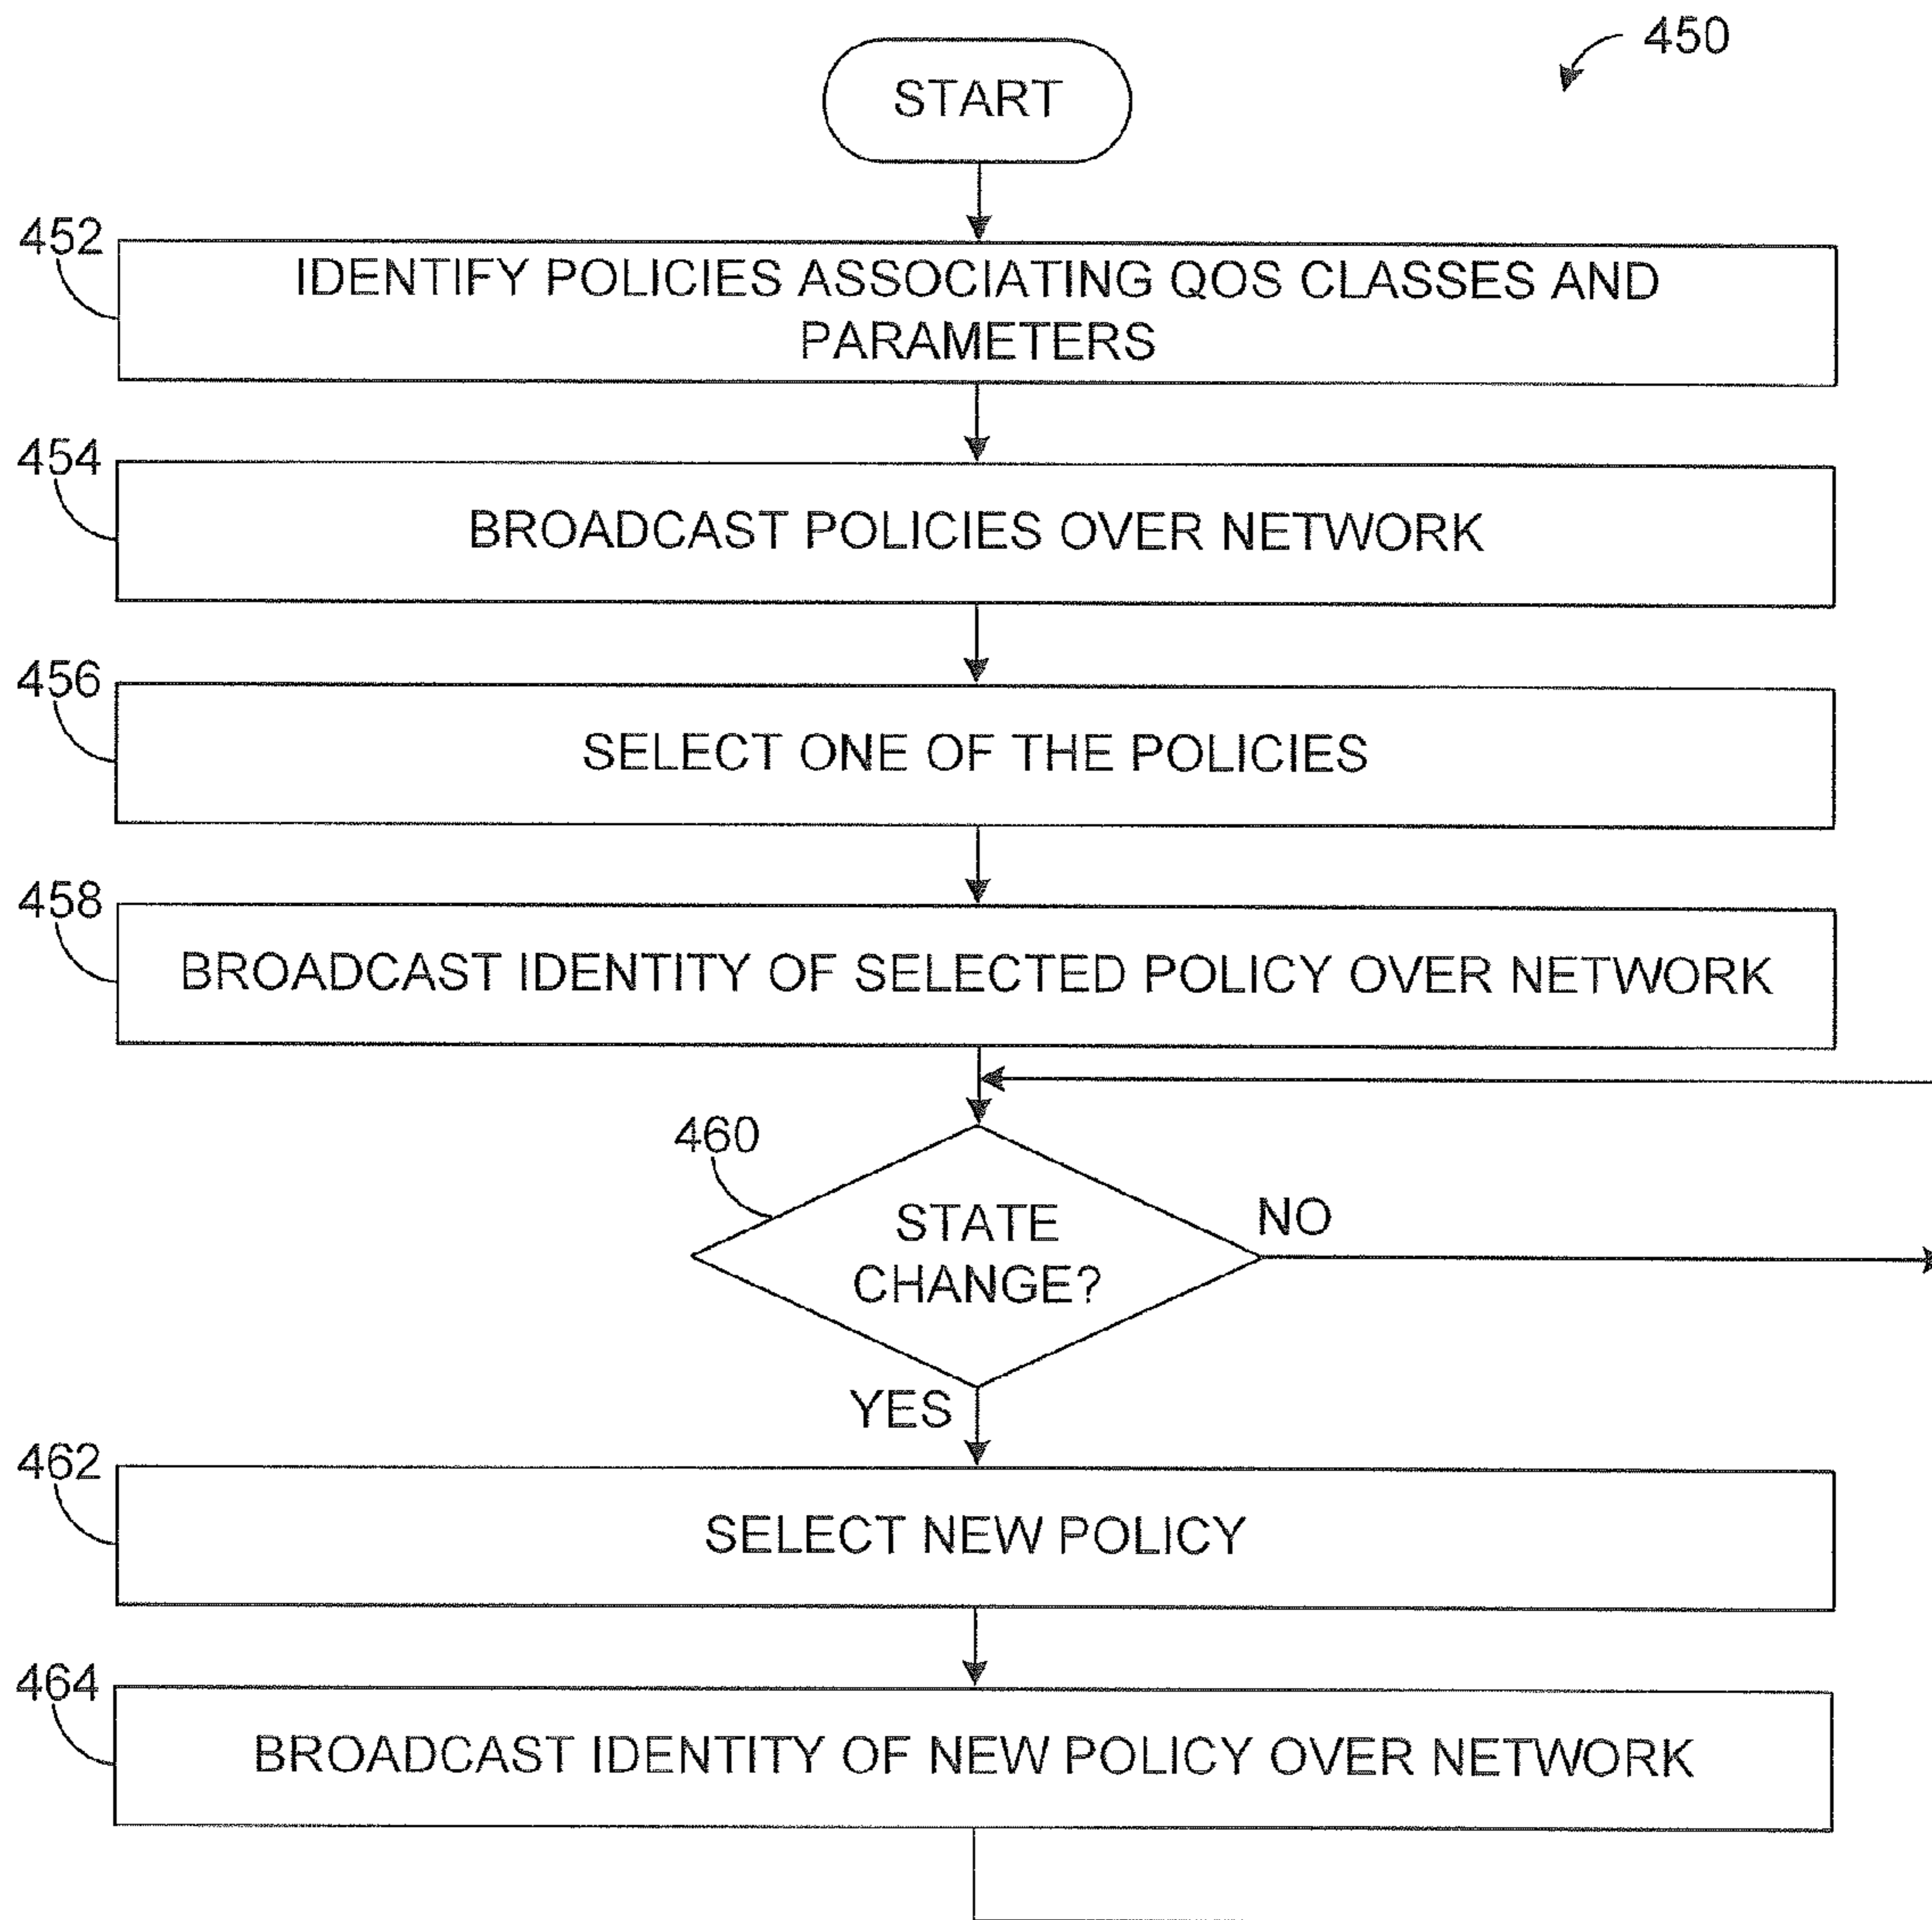 450
START
452
IDENTIFY POLICIES ASSOCIATING QOS CLASSES AND
PARAMETERS
454
BROADCAST POLICIES OVER NETWORK
456
SELECT ONE OF THE POLICIES
458
BROADCAST IDENTITY OF SELECTED POLICY OVER NETWORK
460
STATE
CHANGE?
NO
YES
462
SELECT NEW POLICY
464
BROADCAST IDENTITY OF NEW POLICY OVER NETWORK